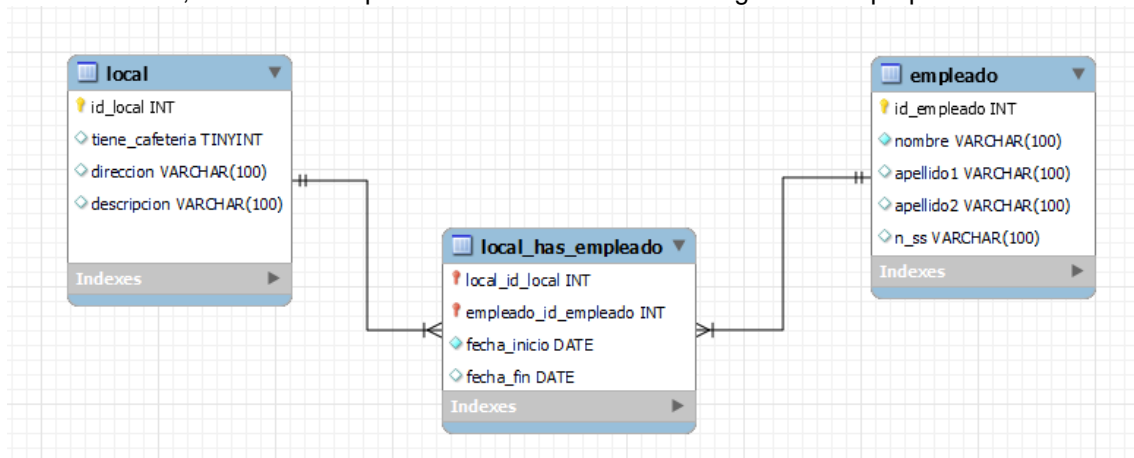 local
id_local INT
tiene_cafeteria TINYINT
direccion VARCHAR(100)
descripcion VARCHAR(100)
Indexes
empleado
id_empleado INT
nombre VARCHAR(100)
apellido1 VARCHAR(100)
apellido2 VARCHAR(100)
n_ss VARCHAR(100)
Indexes
local_has_empleado
local_id_local INT
empleado_id_empleado INT
fecha_inicio DATE
fecha_fin DATE
Indexes